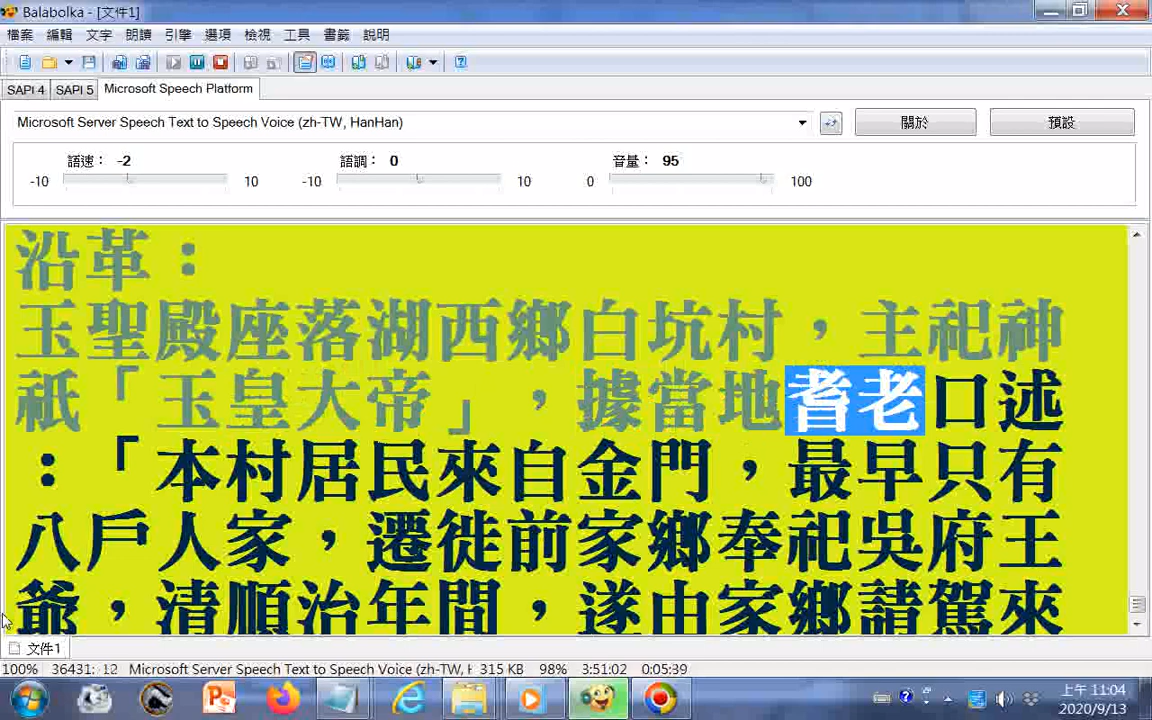 Balabolka - [文件1]
檔案 編輯 文字 朗讀 引擎 選項 檢視 工具 書籤 說明
SAPI 4 SAPI 5 Microsoft Speech Platform
Microsoft Server Speech Text to Speech Voice (zh-TW, HanHan) 關於 預設
語速： -2 語調： 0 音量： 95
-10 10 -10 10 0 100
沿革：
玉聖殿座落湖西鄉白坑村，主祀神
祇「玉皇大帝」，據當地耆老口述
：「本村居民來自金門，最早只有
八戶人家，遷徙前家鄉奉祀吳府王
爺，清順治年間，遂由家鄉請駕來
文件1
100% 36431: 12 Microsoft Server Speech Text to Speech Voice (zh-TW, H 315 KB 98% 3:51:02 0:05:39
上午 11:04
2020/9/13